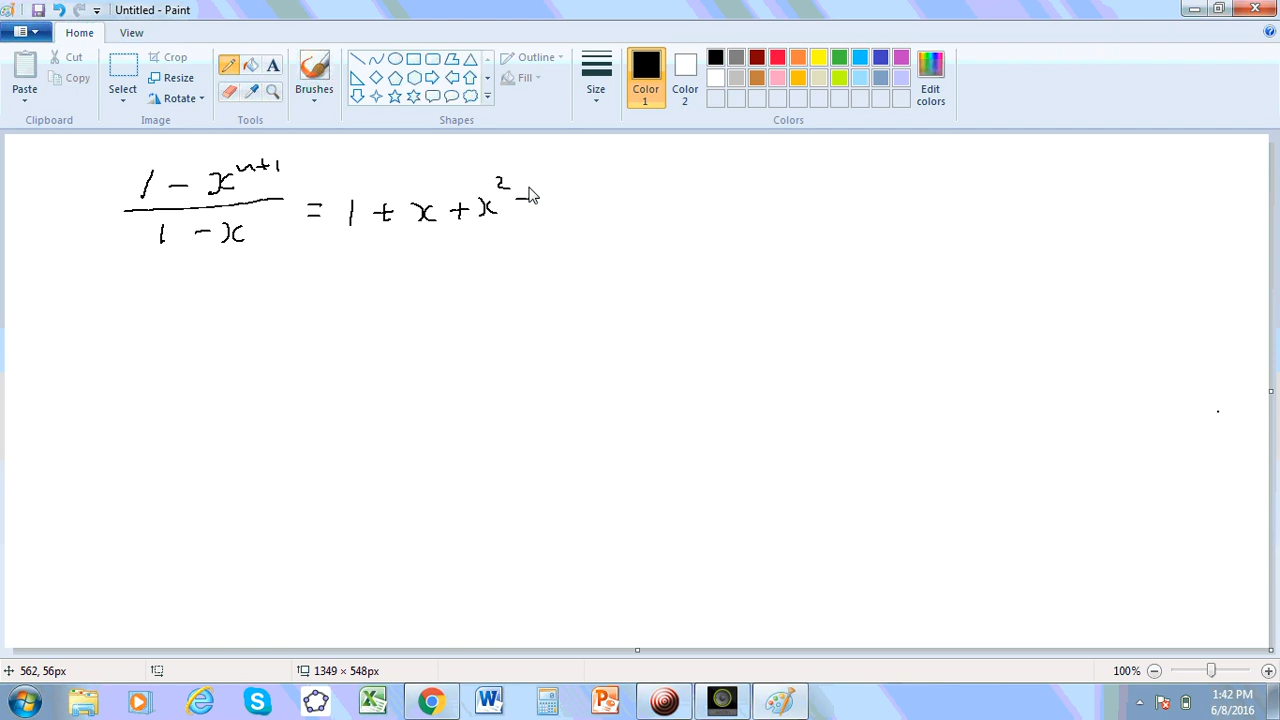 Untitled - Paint
Home View
Paste Cut Copy Select Crop Resize Rotate Brushes Outline Fill Size Color 1 Color 2 Edit colors
Clipboard Image Tools Shapes Colors
1 - x^{n+1}
1 - x
= 1 + x + x^2 -
562, 56px 1349 × 548px 100%
1:42 PM
6/8/2016